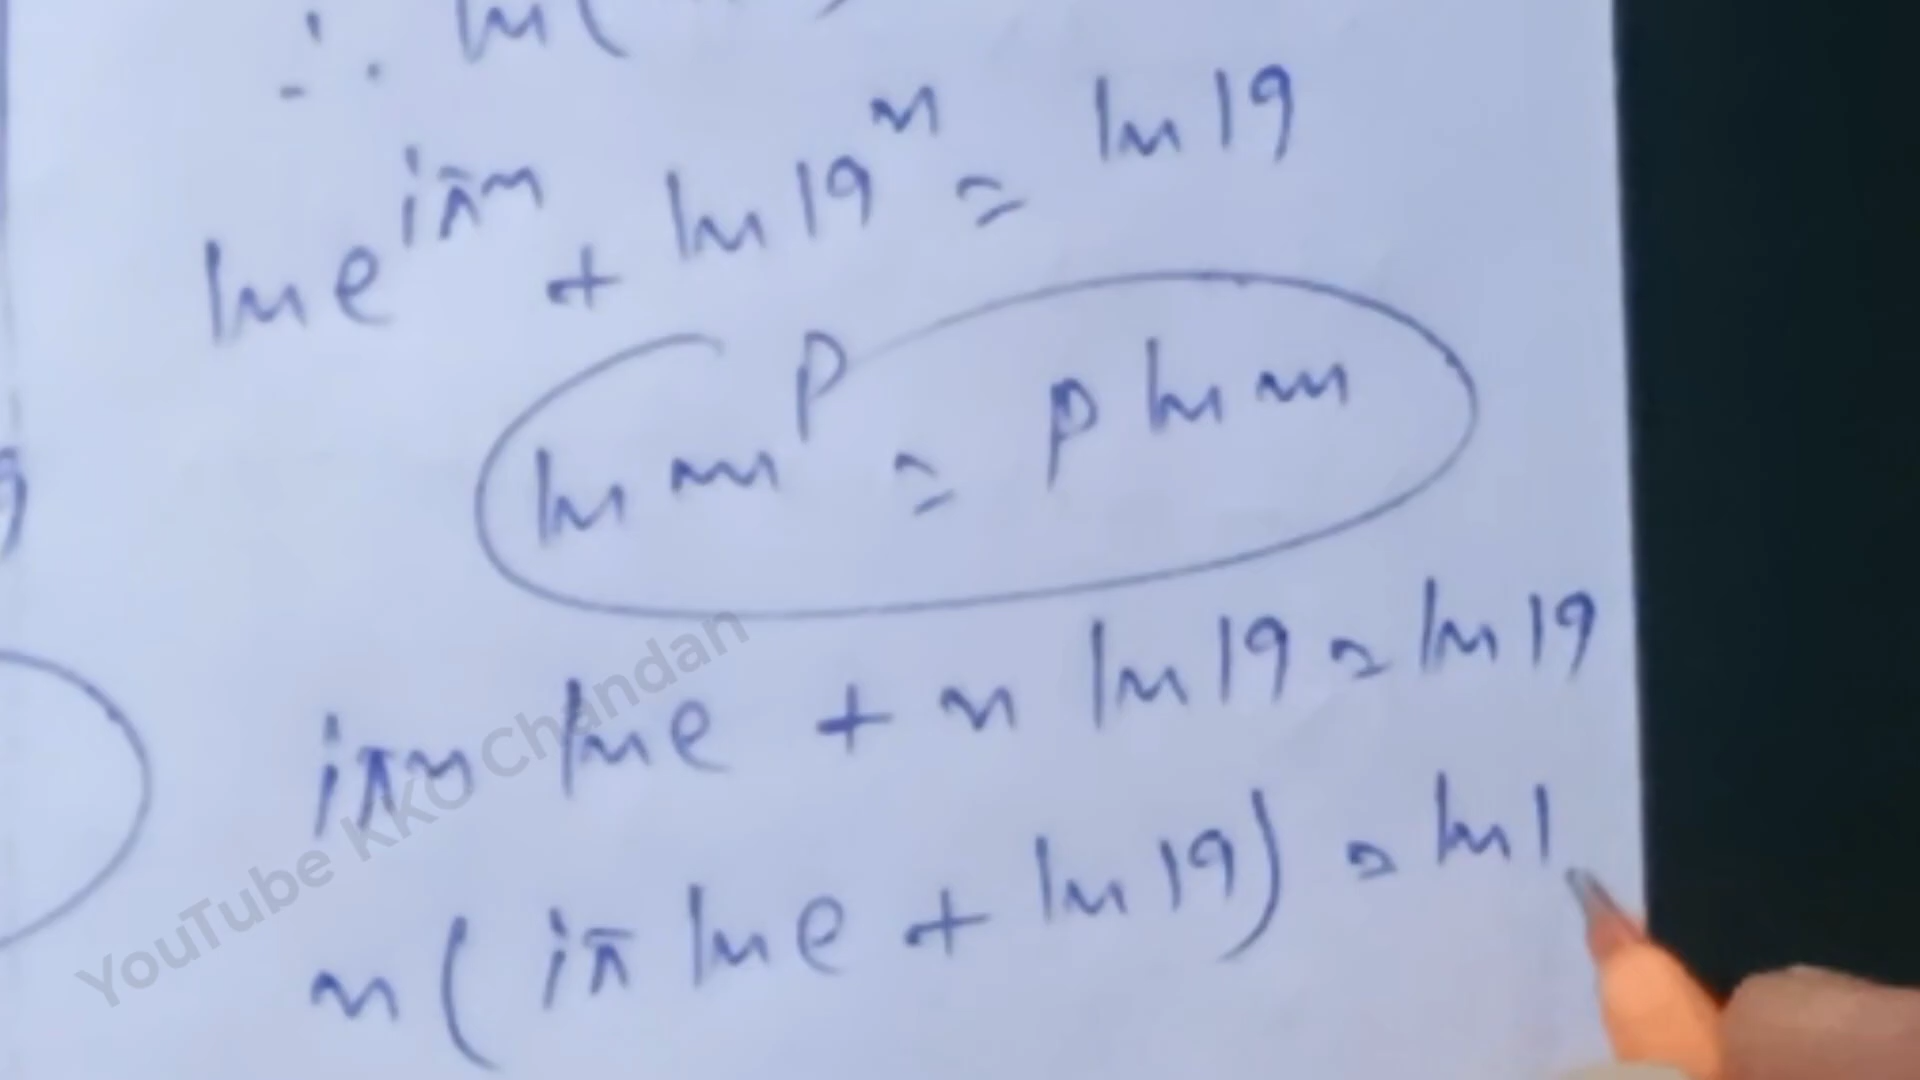 ∴ ln(
ln e^{iπn} + ln 19^n = ln 19
ln m^p = p ln m
iπn ln e + n ln 19 = ln 19
n( iπ ln e + ln 19) = ln 1
YouTube KKO Chandan